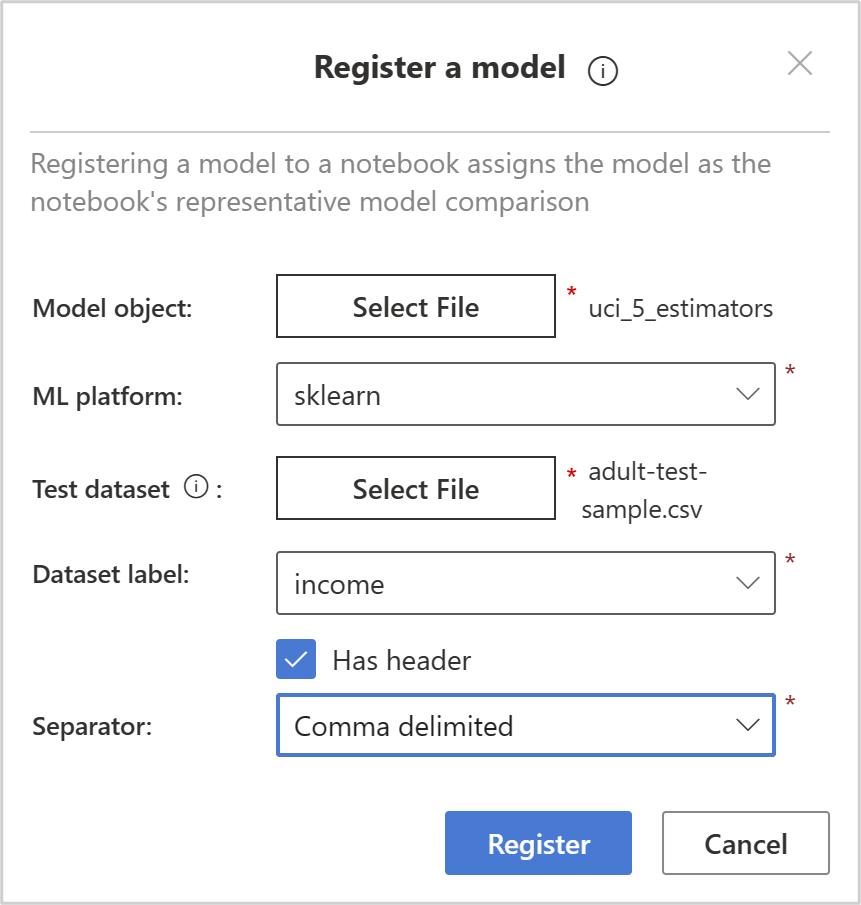 Register a model
Registering a model to a notebook assigns the model as the
notebook's representative model comparison
Model object: Select File * uci_5_estimators
ML platform: sklearn *
Test dataset : Select File * adult-test-
sample.csv
Dataset label: income *
Has header
Separator: Comma delimited *
Register Cancel